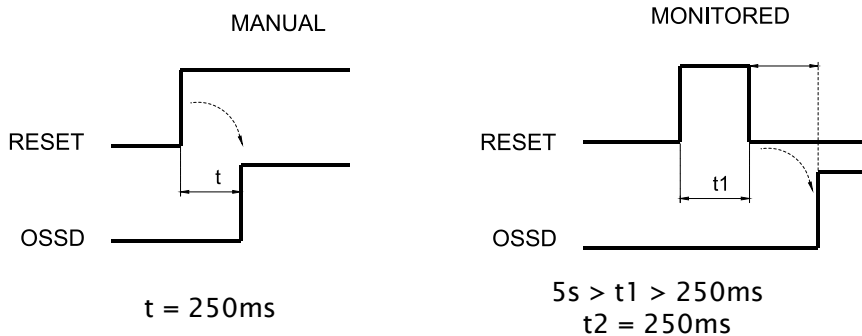 MANUAL
RESET
t
OSSD
t = 250ms
MONITORED
RESET
t1
OSSD
5s > t1 > 250ms
t2 = 250ms